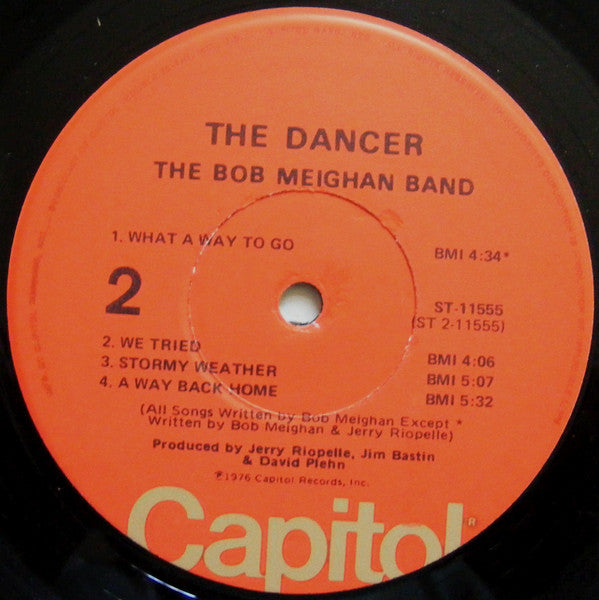 THE DANCER
THE BOB MEIGHAN BAND
1. WHAT A WAY TO GO BMI 4:34*
2
ST-11555
(ST 2-11555)
2. WE TRIED BMI 4:06
3. STORMY WEATHER BMI 5:07
4. A WAY BACK HOME BMI 5:32
(All Songs Written by Bob Meighan Except *
Written by Bob Meighan & Jerry Riopelle)
Produced by Jerry Riopelle, Jim Bastin
& David Plehn
℗1976 Capitol Records, Inc.
Capitol®